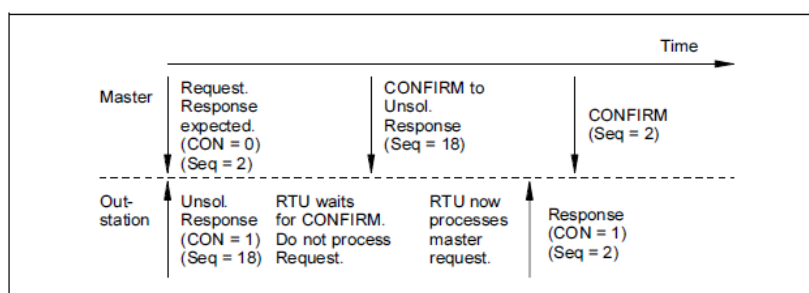 Time
Master
Request.
Response
expected.
(CON = 0)
(Seq = 2)
CONFIRM to
Unsol.
Response
(Seq = 18)
CONFIRM
(Seq = 2)
Out-
station
Unsol.
Response
(CON = 1)
(Seq = 18)
RTU waits
for CONFIRM.
Do not process
Request.
RTU now
processes
master
request.
Response
(CON = 1)
(Seq = 2)